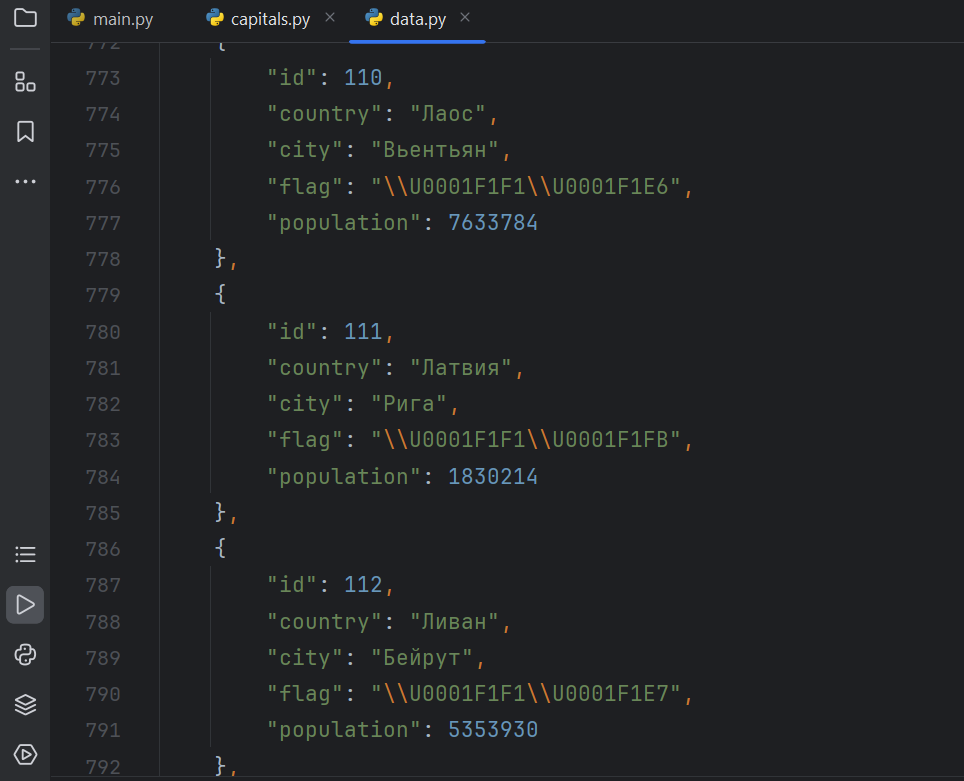 main.py capitals.py data.py
772 {
773 "id": 110,
774 "country": "Лаос",
775 "city": "Вьентьян",
776 "flag": "\\U0001F1F1\\U0001F1E6",
777 "population": 7633784
778 },
779 {
780 "id": 111,
781 "country": "Латвия",
782 "city": "Рига",
783 "flag": "\\U0001F1F1\\U0001F1FB",
784 "population": 1830214
785 },
786 {
787 "id": 112,
788 "country": "Ливан",
789 "city": "Бейрут",
790 "flag": "\\U0001F1F1\\U0001F1E7",
791 "population": 5353930
792 },